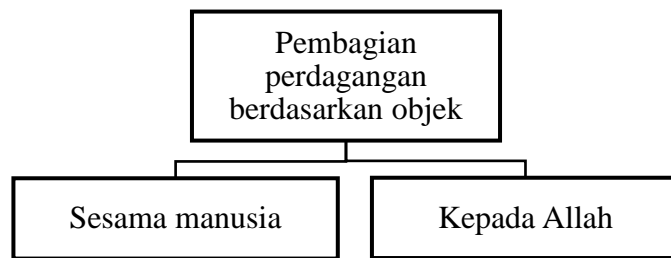 Pembagian
perdagangan
berdasarkan objek
Sesama manusia
Kepada Allah